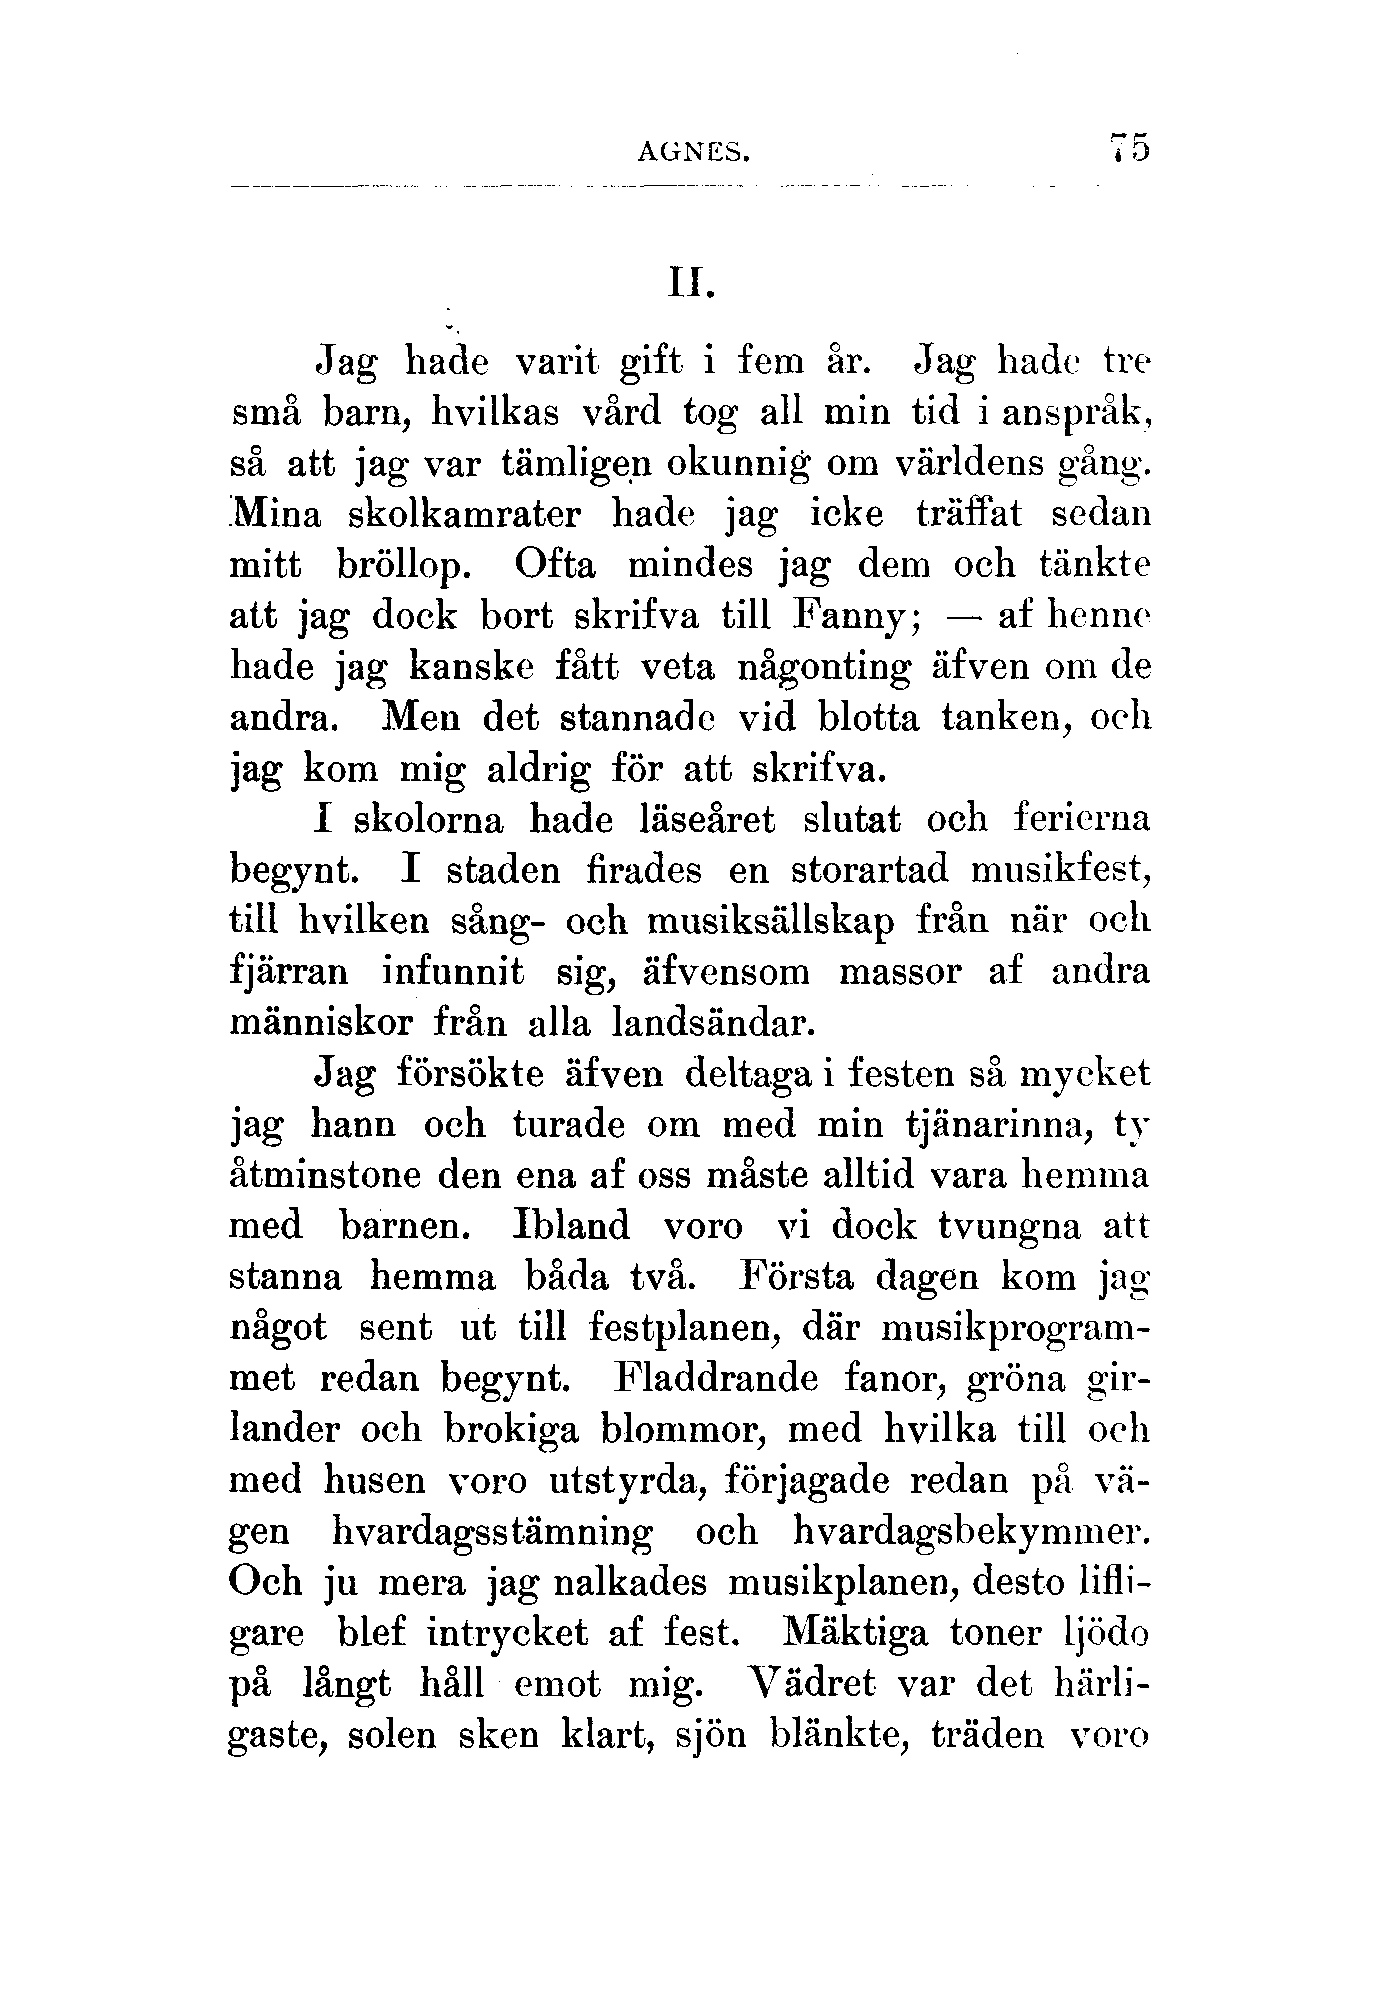 AGNES. 75
II.
Jag hade varit gift i fem år. Jag hade tre
små barn, hvilkas vård tog all min tid i anspråk,
så att jag var tämligen okunnig om världens gång.
Mina skolkamrater hade jag icke träffat sedan
mitt bröllop. Ofta mindes jag dem och tänkte
att jag dock bort skrifva till Fanny; — af henne
hade jag kanske fått veta någonting äfven om de
andra. Men det stannade vid blotta tanken, och
jag kom mig aldrig för att skrifva.
I skolorna hade läseåret slutat och ferierna
begynt. I staden firades en storartad musikfest,
till hvilken sång- och musiksällskap från när och
fjärran infunnit sig, äfvensom massor af andra
människor från alla landsändar.
Jag försökte äfven deltaga i festen så mycket
jag hann och turade om med min tjänarinna, ty
åtminstone den ena af oss måste alltid vara hemma
med barnen. Ibland voro vi dock tvungna att
stanna hemma båda två. Första dagen kom jag
något sent ut till festplanen, där musikprogram-
met redan begynt. Fladdrande fanor, gröna gir-
lander och brokiga blommor, med hvilka till och
med husen voro utstyrda, förjagade redan på vä-
gen hvardagsstämning och hvardagsbekymmer.
Och ju mera jag nalkades musikplanen, desto lifli-
gare blef intrycket af fest. Mäktiga toner ljödo
på långt håll emot mig. Vädret var det härli-
gaste, solen sken klart, sjön blänkte, träden voro